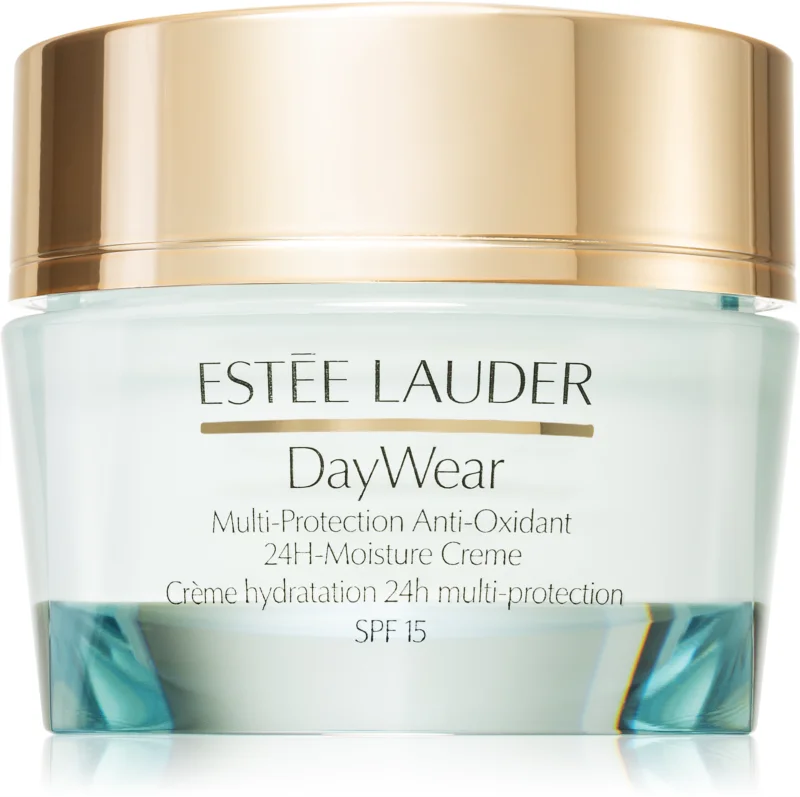 ESTĒE LAUDER
DayWear
Multi-Protection Anti-Oxidant
24H-Moisture Creme
Crème hydratation 24h multi-protection
SPF 15